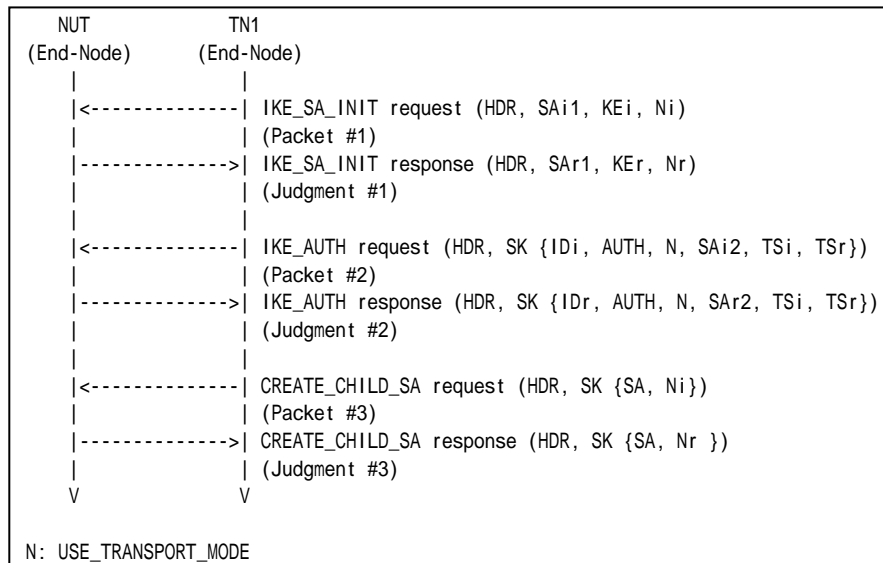 NUT TN1
(End-Node) (End-Node)
| |
|<--------------| IKE_SA_INIT request (HDR, SAi1, KEi, Ni)
| | (Packet #1)
|-------------->| IKE_SA_INIT response (HDR, SAr1, KEr, Nr)
| | (Judgment #1)
| |
|<--------------| IKE_AUTH request (HDR, SK {IDi, AUTH, N, SAi2, TSi, TSr})
| | (Packet #2)
|-------------->| IKE_AUTH response (HDR, SK {IDr, AUTH, N, SAr2, TSi, TSr})
| | (Judgment #2)
| |
|<--------------| CREATE_CHILD_SA request (HDR, SK {SA, Ni})
| | (Packet #3)
|-------------->| CREATE_CHILD_SA response (HDR, SK {SA, Nr })
| | (Judgment #3)
V V
N: USE_TRANSPORT_MODE